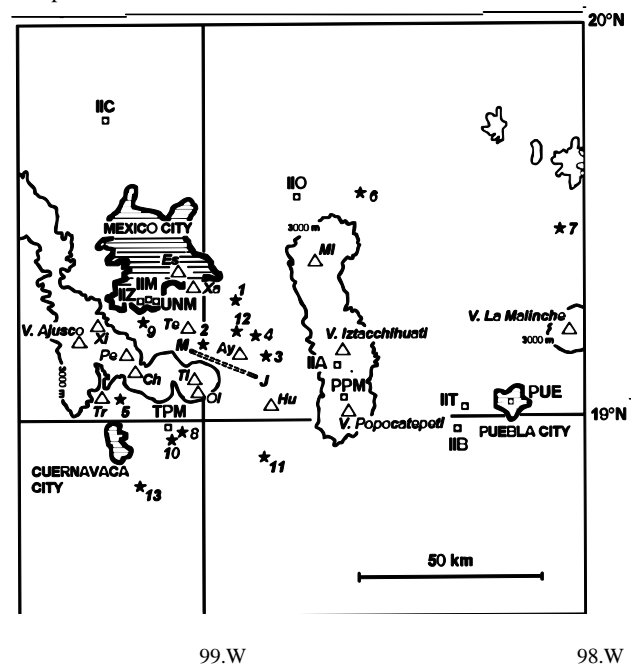 20°N
IIC
IIO
6
3000 m
MEXICO CITY
7
Es
MI
IIM
Xa
IIZ
UNM
1
V. La Malinche
9
Te
2
12
4
3000 m
Xi
V. Ajusco
M
Ay
3
V. Iztacchihuatl
Pe
IIA
J
3000 m
Ch
Tl
PPM
PUE
Ol
Hu
IIT
Tr
5
TPM
V. Popocatepetl
19°N
8
IIB
PUEBLA CITY
10
11
CUERNAVACA
CITY
13
50 km
99.W
98.W